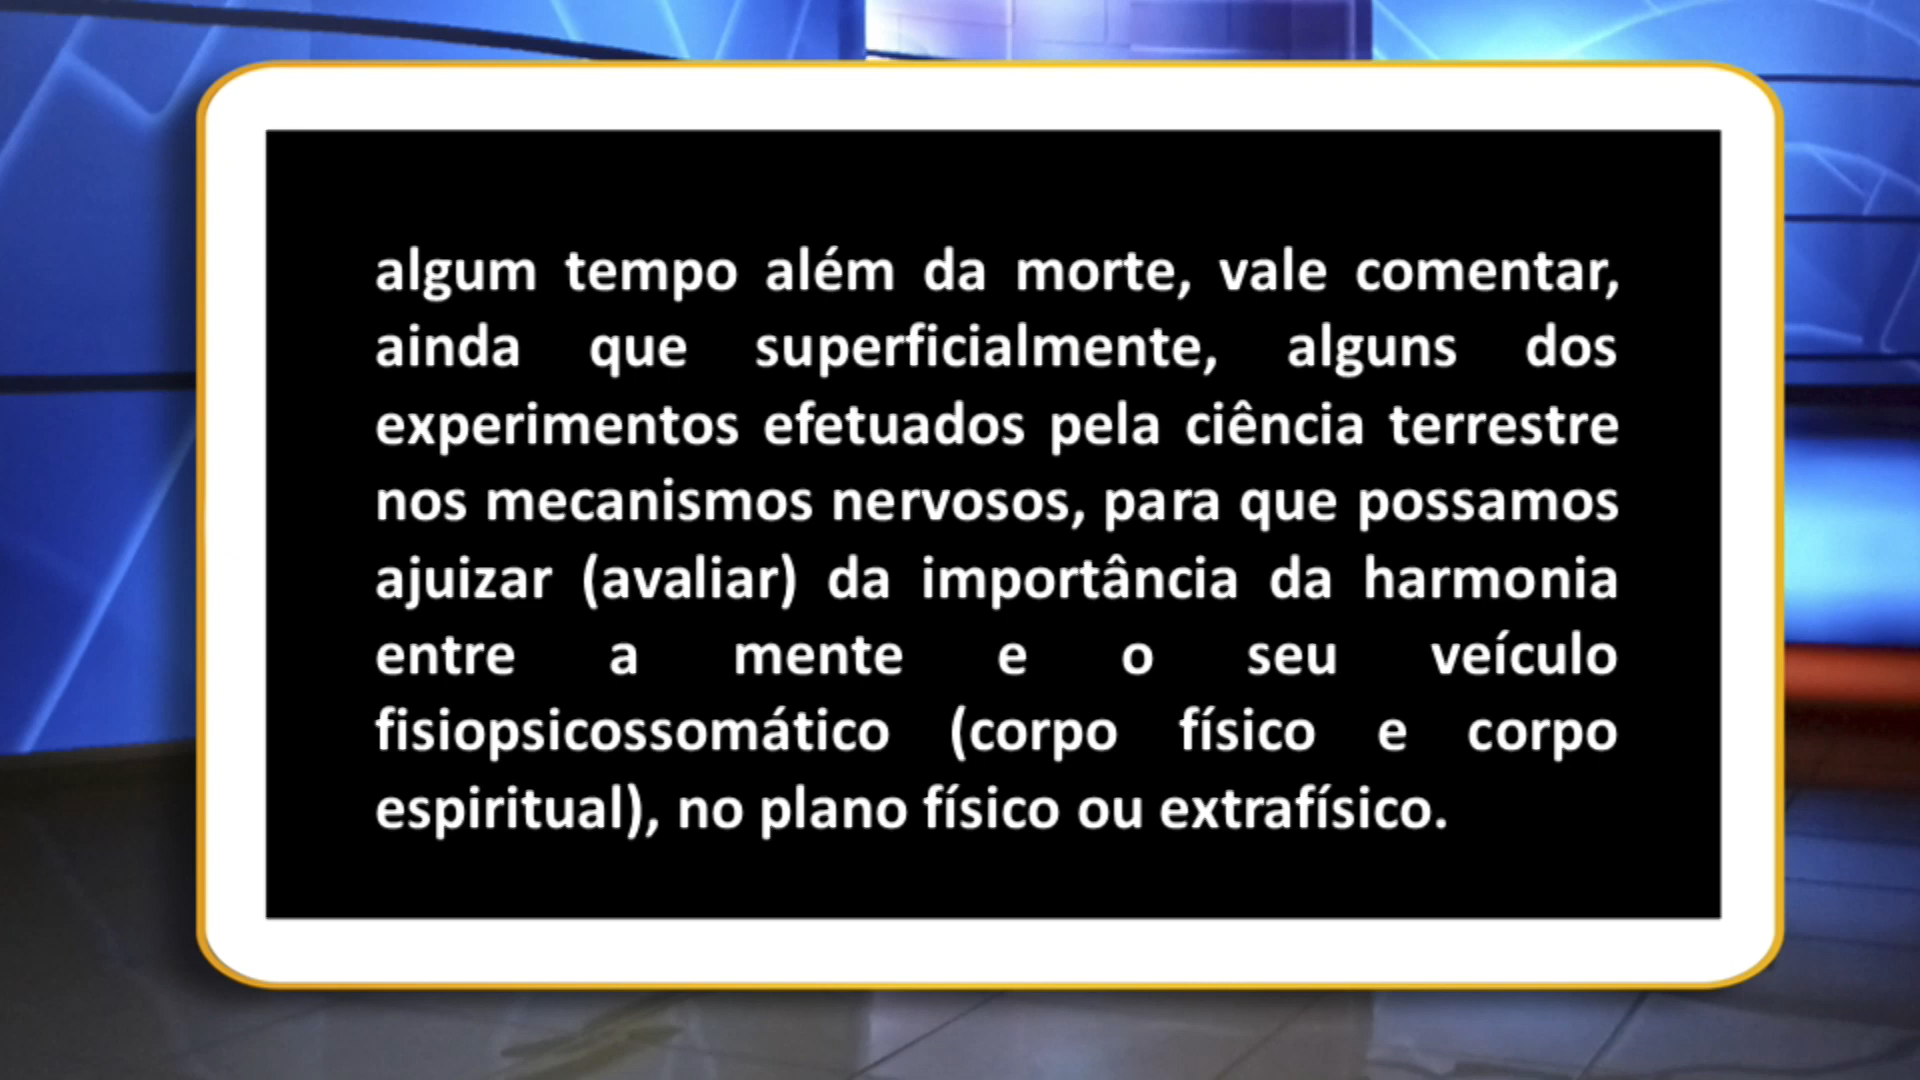 algum tempo além da morte, vale comentar,
ainda que superficialmente, alguns dos
experimentos efetuados pela ciência terrestre
nos mecanismos nervosos, para que possamos
ajuizar (avaliar) da importância da harmonia
entre a mente e o seu veículo
fisiopsicossomático (corpo físico e corpo
espiritual), no plano físico ou extrafísico.